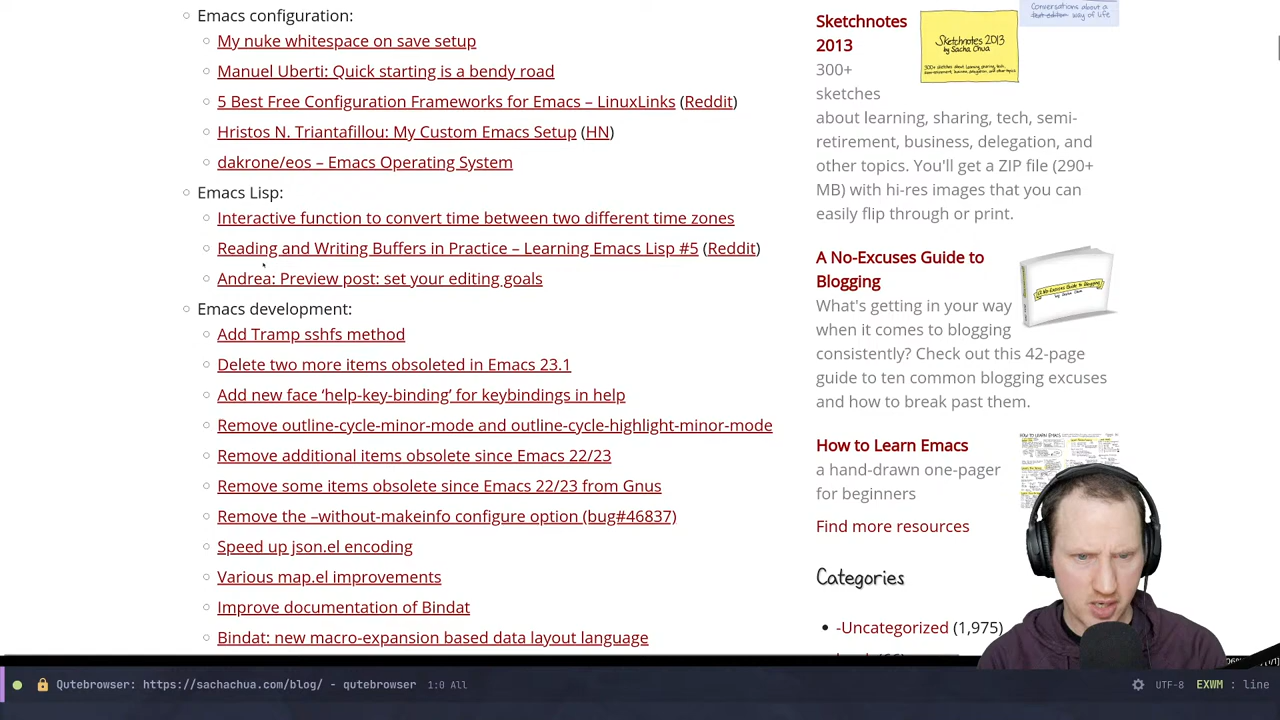 Emacs configuration:
My nuke whitespace on save setup
Manuel Uberti: Quick starting is a bendy road
5 Best Free Configuration Frameworks for Emacs – LinuxLinks (Reddit)
Hristos N. Triantafillou: My Custom Emacs Setup (HN)
dakrone/eos – Emacs Operating System
Emacs Lisp:
Interactive function to convert time between two different time zones
Reading and Writing Buffers in Practice – Learning Emacs Lisp #5 (Reddit)
Andrea: Preview post: set your editing goals
Emacs development:
Add Tramp sshfs method
Delete two more items obsoleted in Emacs 23.1
Add new face ‘help-key-binding’ for keybindings in help
Remove outline-cycle-minor-mode and outline-cycle-highlight-minor-mode
Remove additional items obsolete since Emacs 22/23
Remove some items obsolete since Emacs 22/23 from Gnus
Remove the –without-makeinfo configure option (bug#46837)
Speed up json.el encoding
Various map.el improvements
Improve documentation of Bindat
Bindat: new macro-expansion based data layout language
Conversations about a
text editor way of life
Sketchnotes
2013
Sketchnotes 2013
by Sacha Chua
300+
sketches
about learning, sharing, tech, semi-
retirement, business, delegation, and
other topics. You'll get a ZIP file (290+
MB) with hi-res images that you can
easily flip through or print.
A No-Excuses Guide to
Blogging
What's getting in your way
when it comes to blogging
consistently? Check out this 42-page
guide to ten common blogging excuses
and how to break past them.
How to Learn Emacs
a hand-drawn one-pager
for beginners
Find more resources
Categories
-Uncategorized (1,975)
Qutebrowser: https://sachachua.com/blog/ - qutebrowser 1:0 All
UTF-8 EXWM : line